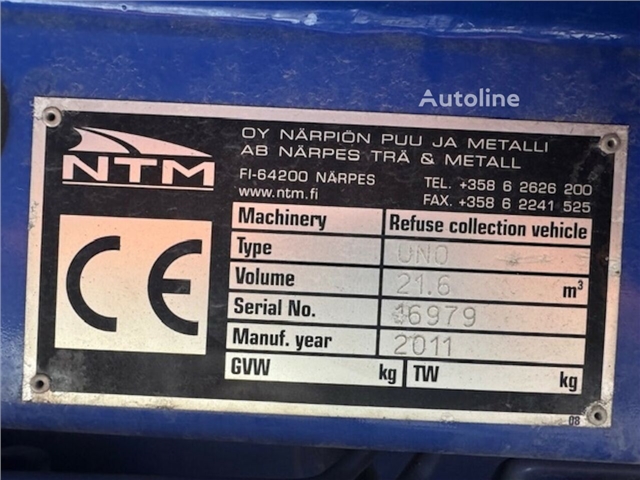 Autoline
NTM
OY NÄRPIÖN PUU JA METALLI
AB NÄRPES TRÄ & METALL
FI-64200 NÄRPES
www.ntm.fi
TEL. +358 6 2626 200
FAX. +358 6 2241 525
CE
Machinery Refuse collection vehicle
Type UNO
Volume 21.6 m³
Serial No. 16979
Manuf. year 2011
GVW kg TW kg
08